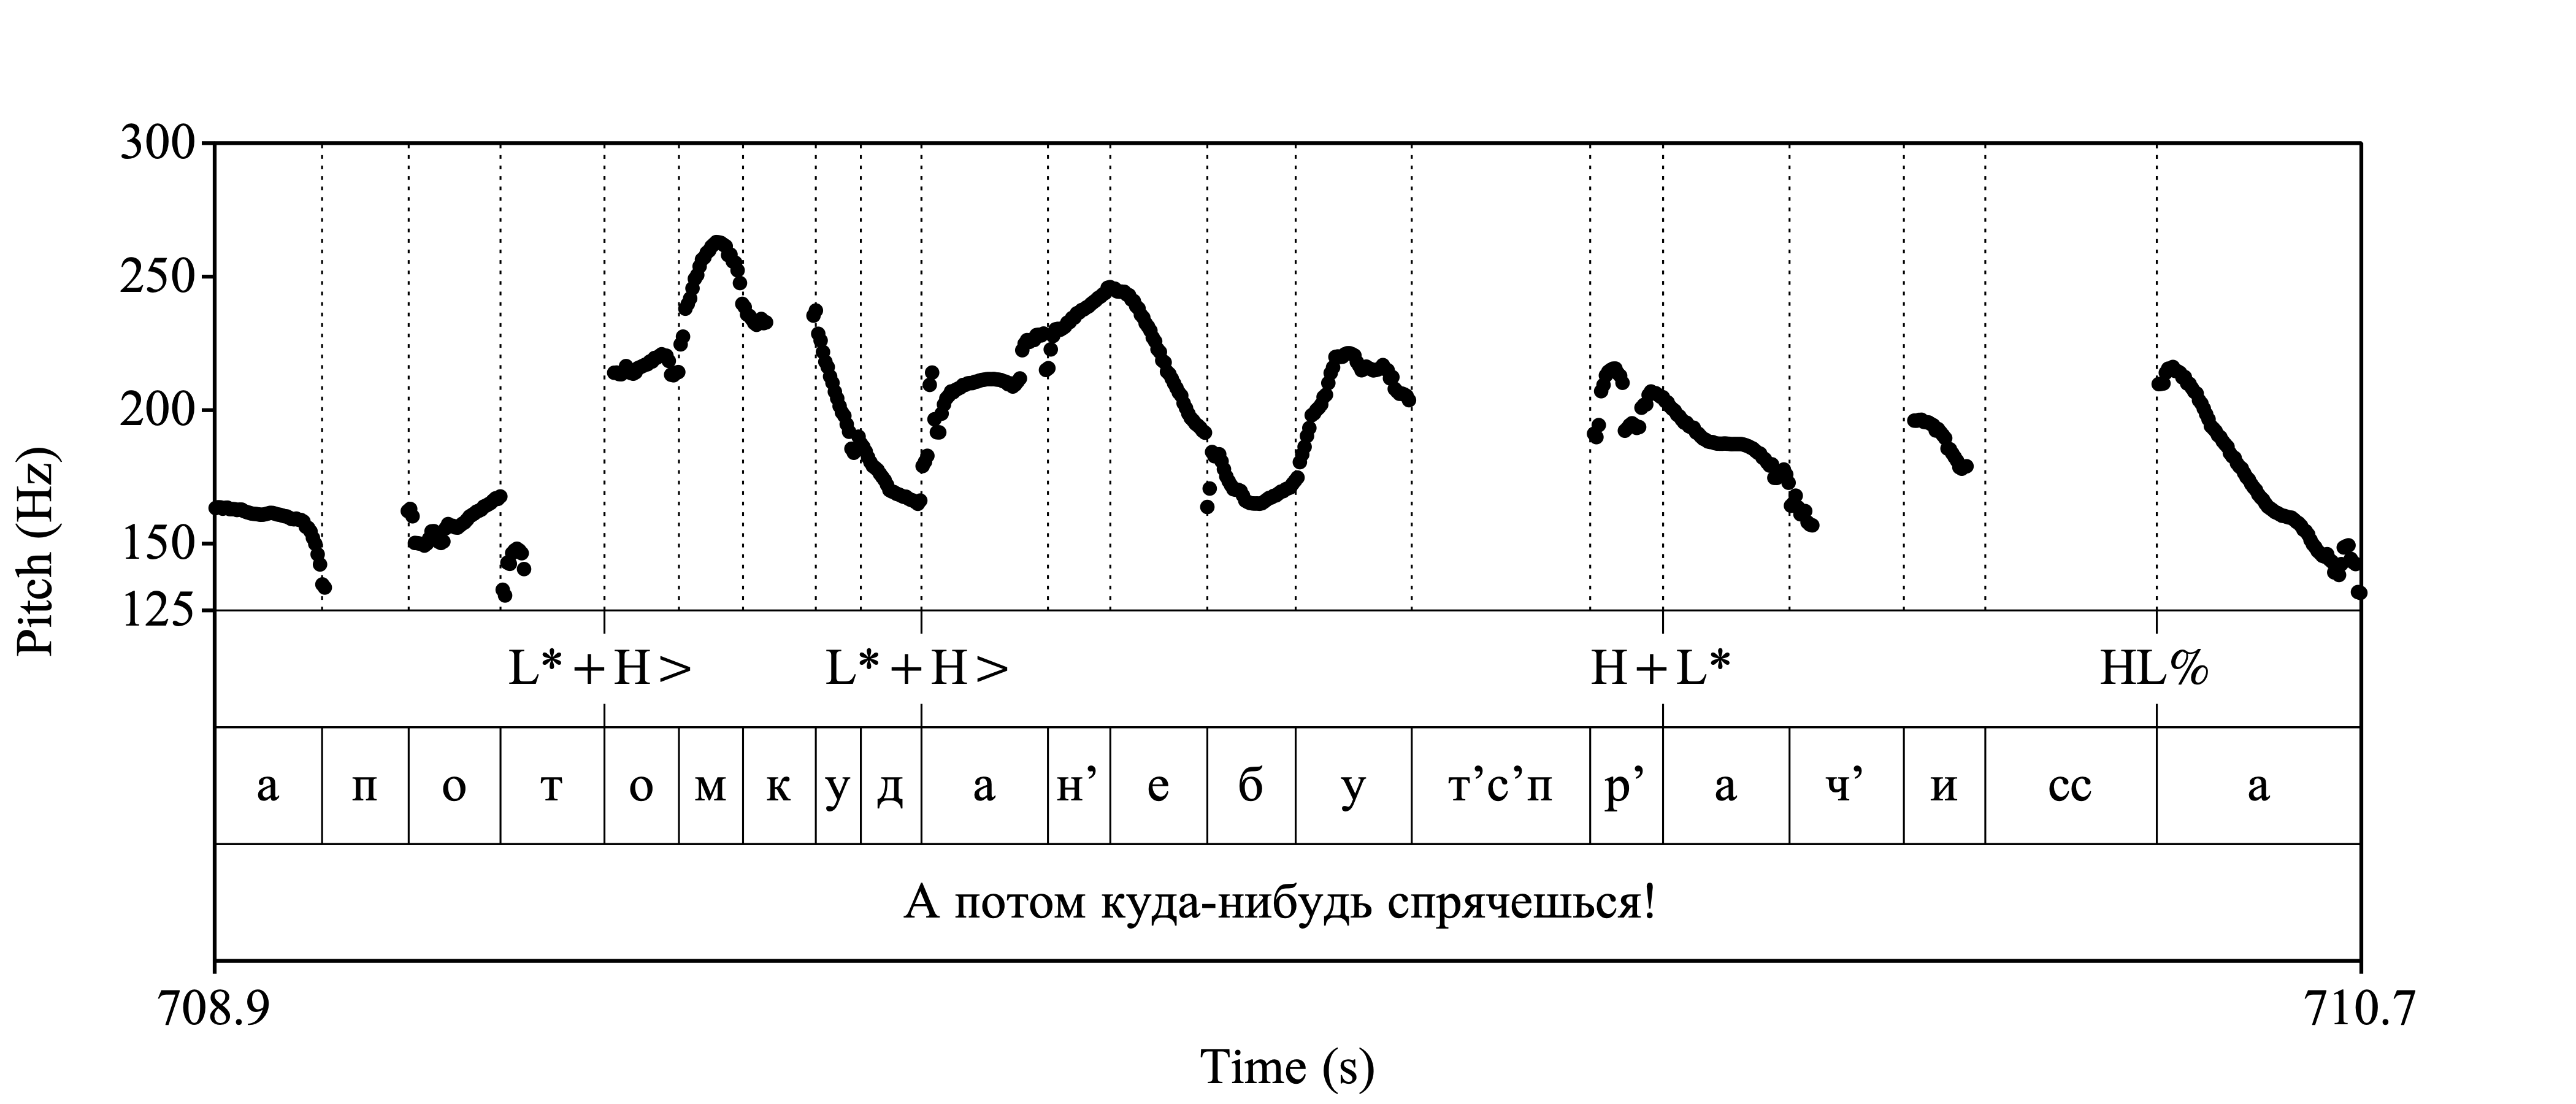 300
250
200
150
125
Pitch (Hz)
L*+H> L*+H> H+L* HL%
а п о т о м к у д а н’ е б у т’с’п р’ а ч’ и сс а
А потом куда-нибудь спрячешься!
708.9 710.7
Time (s)